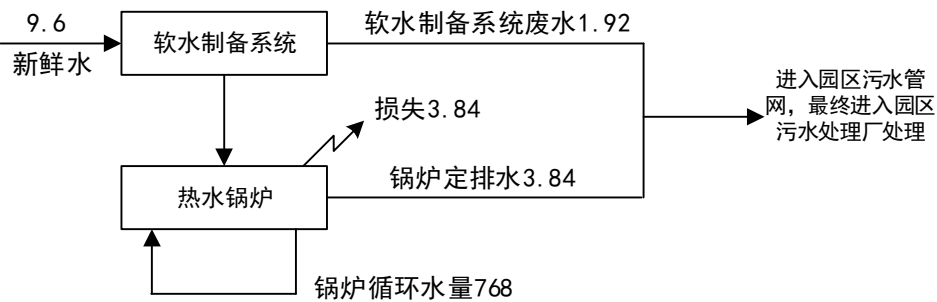 9.6
新鲜水
软水制备系统
软水制备系统废水1.92
损失3.84
进入园区污水管
网，最终进入园区
污水处理厂处理
热水锅炉
锅炉定排水3.84
锅炉循环水量768